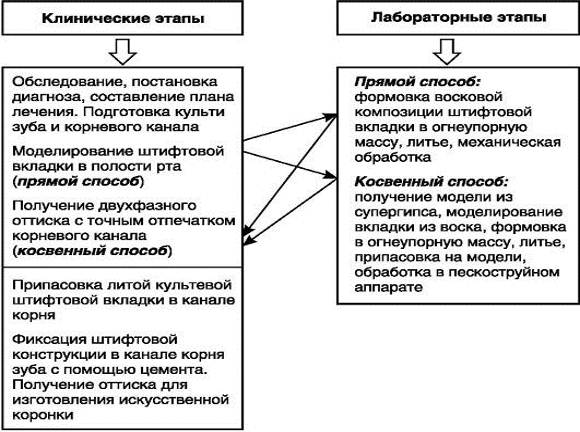 Клинические этапы
Обследование, постановка
диагноза, составление плана
лечения. Подготовка культи
зуба и корневого канала
Моделирование штифтовой
вкладки в полости рта
(прямой способ)
Получение двухфазного
оттиска с точным отпечатком
корневого канала
(косвенный способ)
Припасовка литой культевой
штифтовой вкладки в канале
корня
Фиксация штифтовой
конструкции в канале корня
зуба с помощью цемента.
Получение оттиска для
изготовления искусственной
коронки
Лабораторные этапы
Прямой способ:
формовка восковой
композиции штифтовой
вкладки в огнеупорную
массу, литье, механическая
обработка
Косвенный способ:
получение модели из
супергипса, моделирование
вкладки из воска, формовка
в огнеупорную массу, литье,
припасовка на модели,
обработка в пескоструйном
аппарате